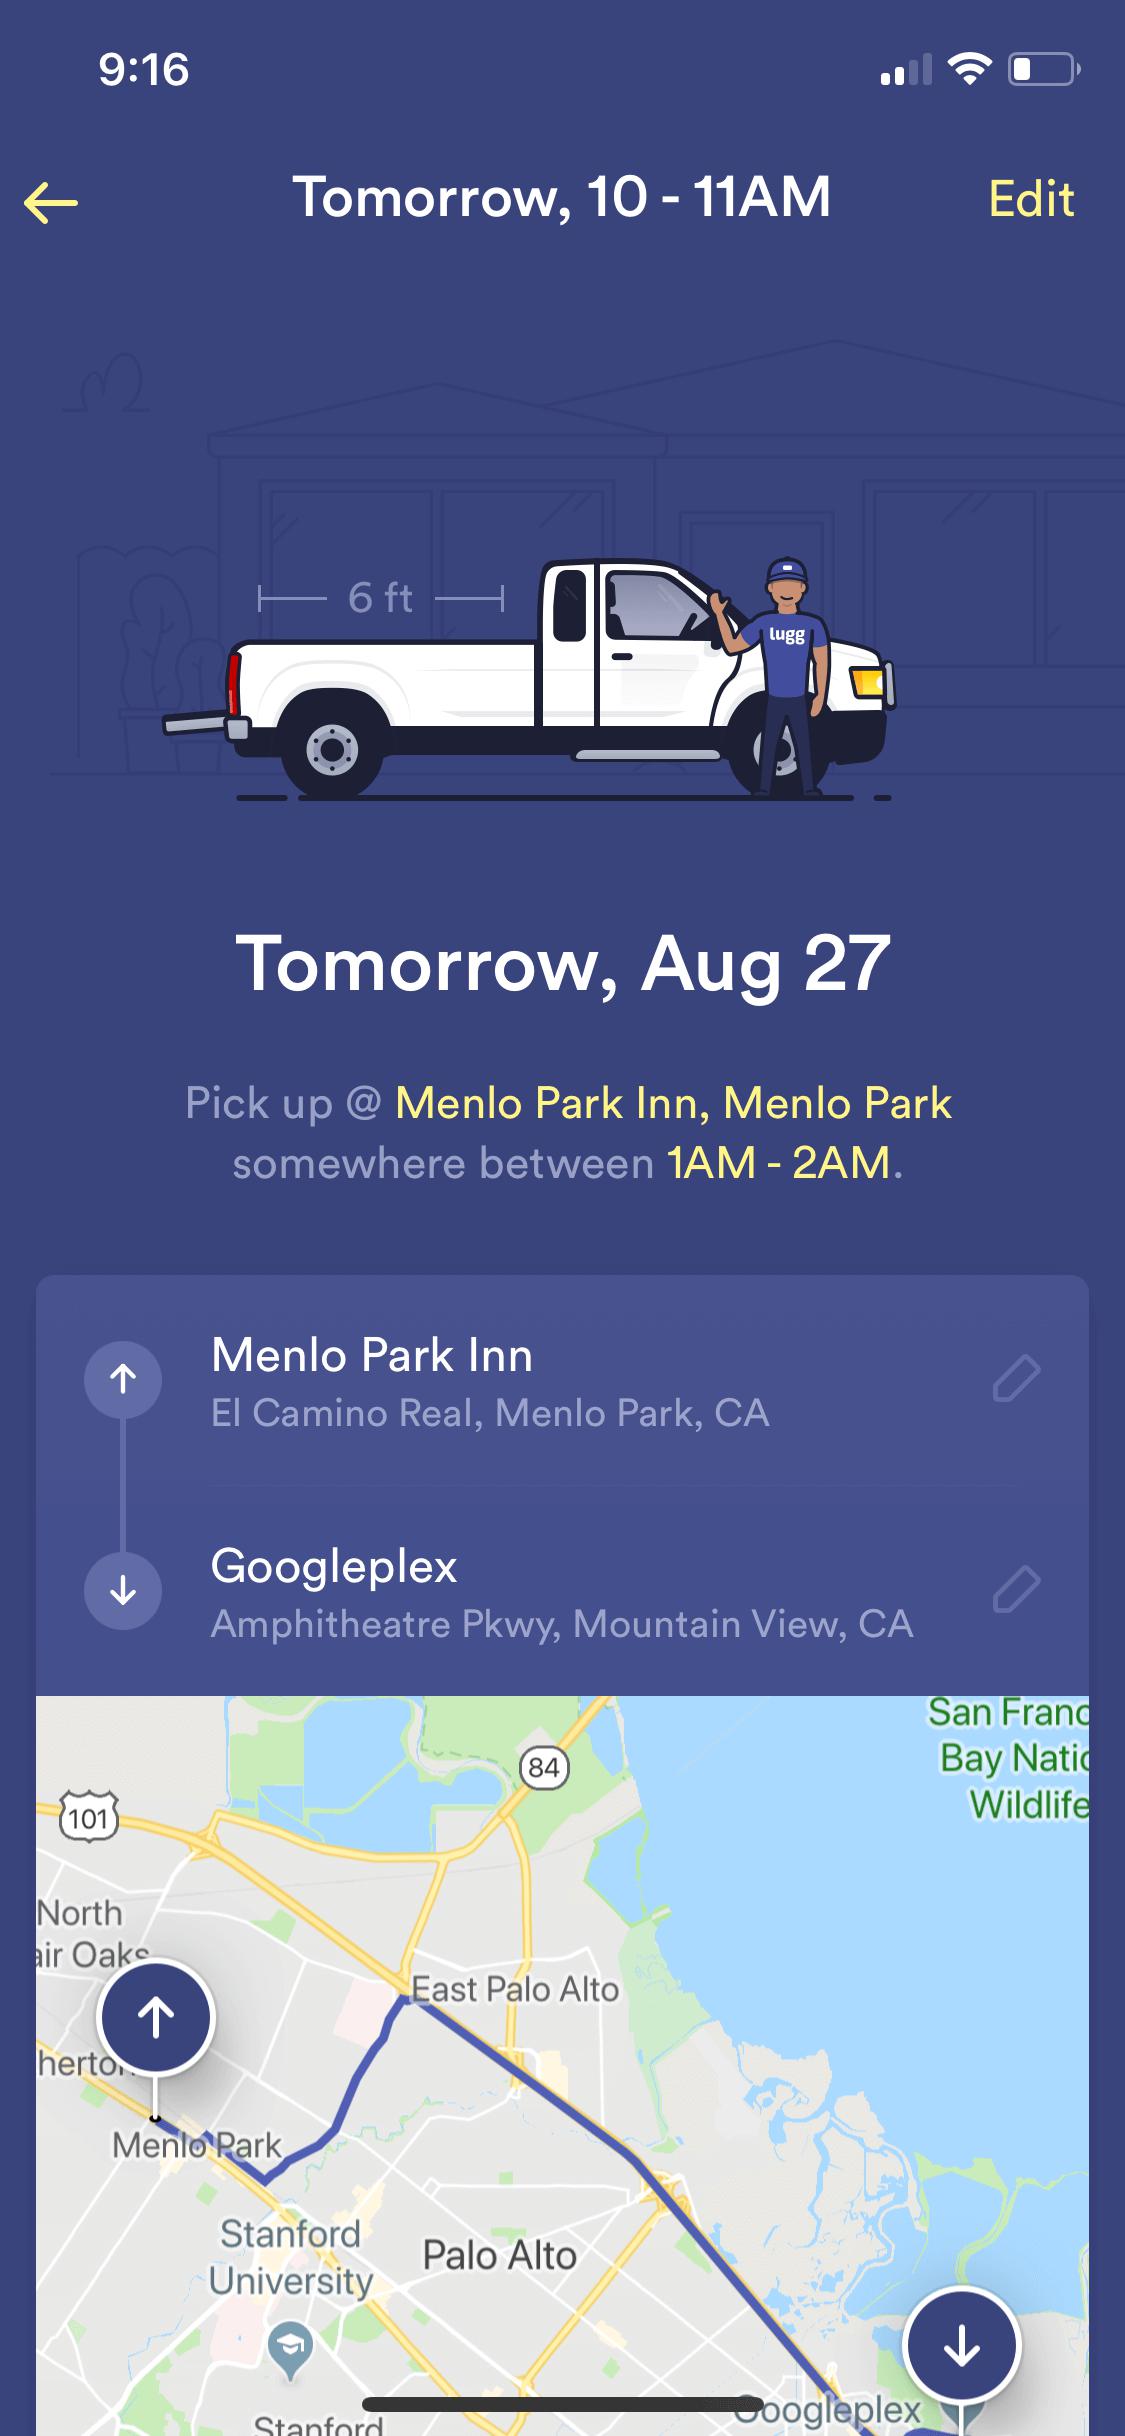 9:16
Tomorrow, 10 - 11AM
Edit
6 ft
lugg
Tomorrow, Aug 27
Pick up @ Menlo Park Inn, Menlo Park
somewhere between 1AM - 2AM.
Menlo Park Inn
El Camino Real, Menlo Park, CA
Googleplex
Amphitheatre Pkwy, Mountain View, CA
San Franc
Bay Natio
Wildlife
84
101
North
air Oaks
East Palo Alto
herton
Menlo Park
Stanford
University
Palo Alto
Googleplex
Stanford